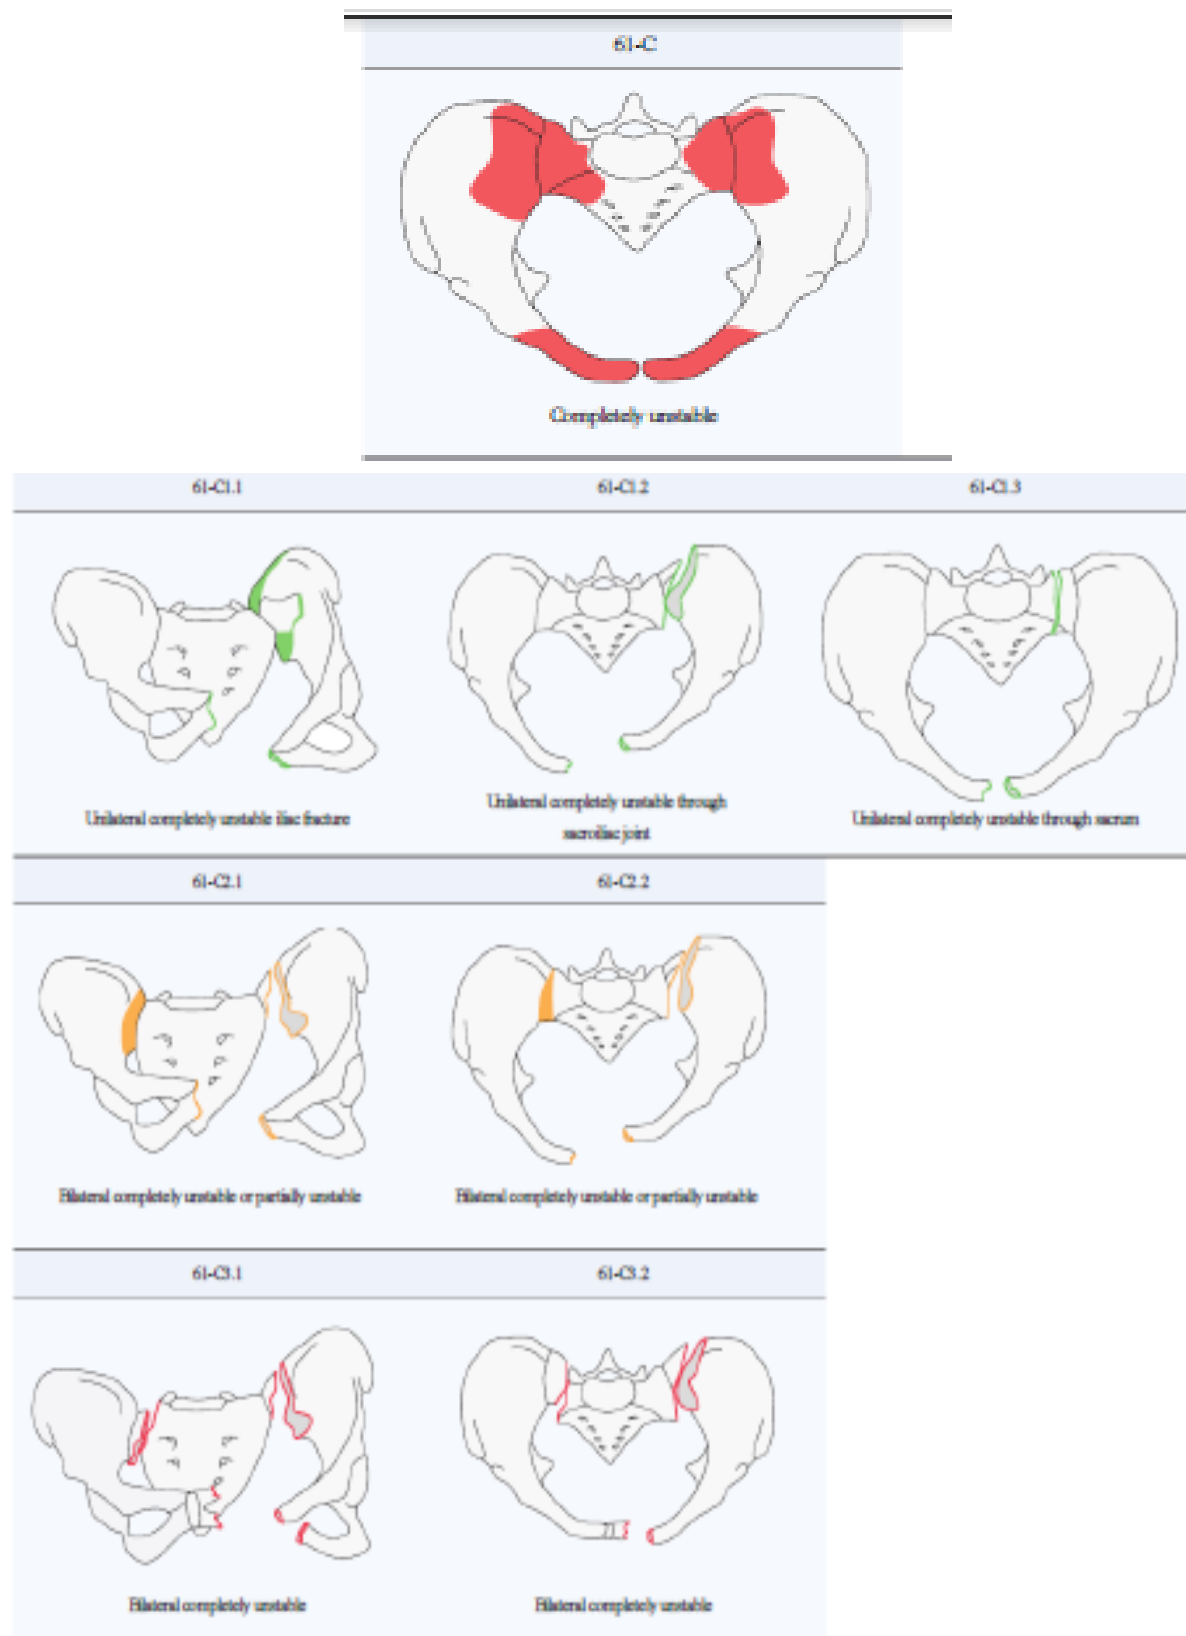 61-C
Completely unstable
61-C1.1
61-C1.2
61-C1.3
Unilateral completely unstable iliac fracture
Unilateral completely unstable through
sacroiliac joint
Unilateral completely unstable through sacrum
61-C2.1
61-C2.2
Bilateral completely unstable or partially unstable
Bilateral completely unstable or partially unstable
61-C3.1
61-C3.2
Bilateral completely unstable
Bilateral completely unstable